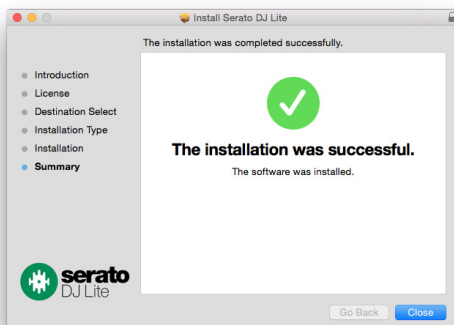 Install Serato DJ Lite
The installation was completed successfully.
Introduction
License
Destination Select
Installation Type
Installation
Summary
The installation was successful.
The software was installed.
serato
DJ Lite
Go Back
Close